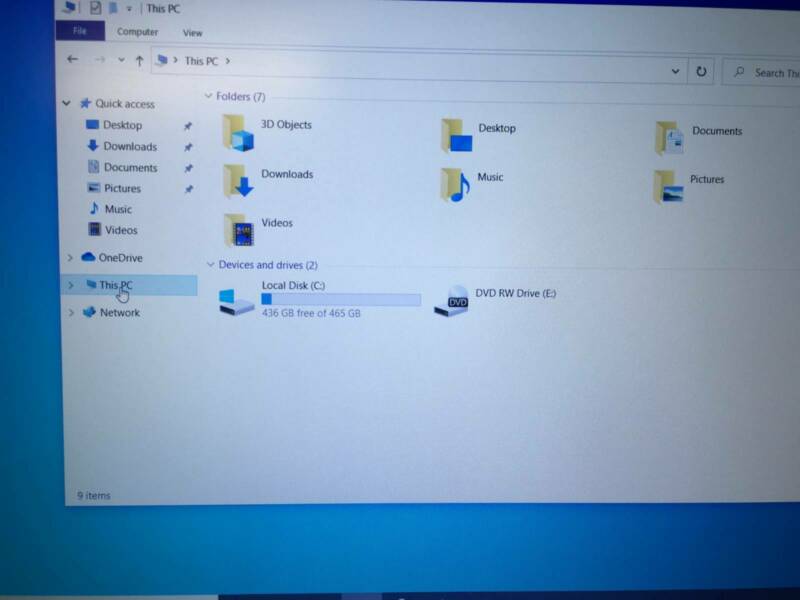 This PC
File Computer View
This PC
Search Th
Quick access
Desktop
Downloads
Documents
Pictures
Music
Videos
OneDrive
This PC
Network
Folders (7)
3D Objects
Desktop
Documents
Downloads
Music
Pictures
Videos
Devices and drives (2)
Local Disk (C:)
436 GB free of 465 GB
DVD
DVD RW Drive (E:)
9 items